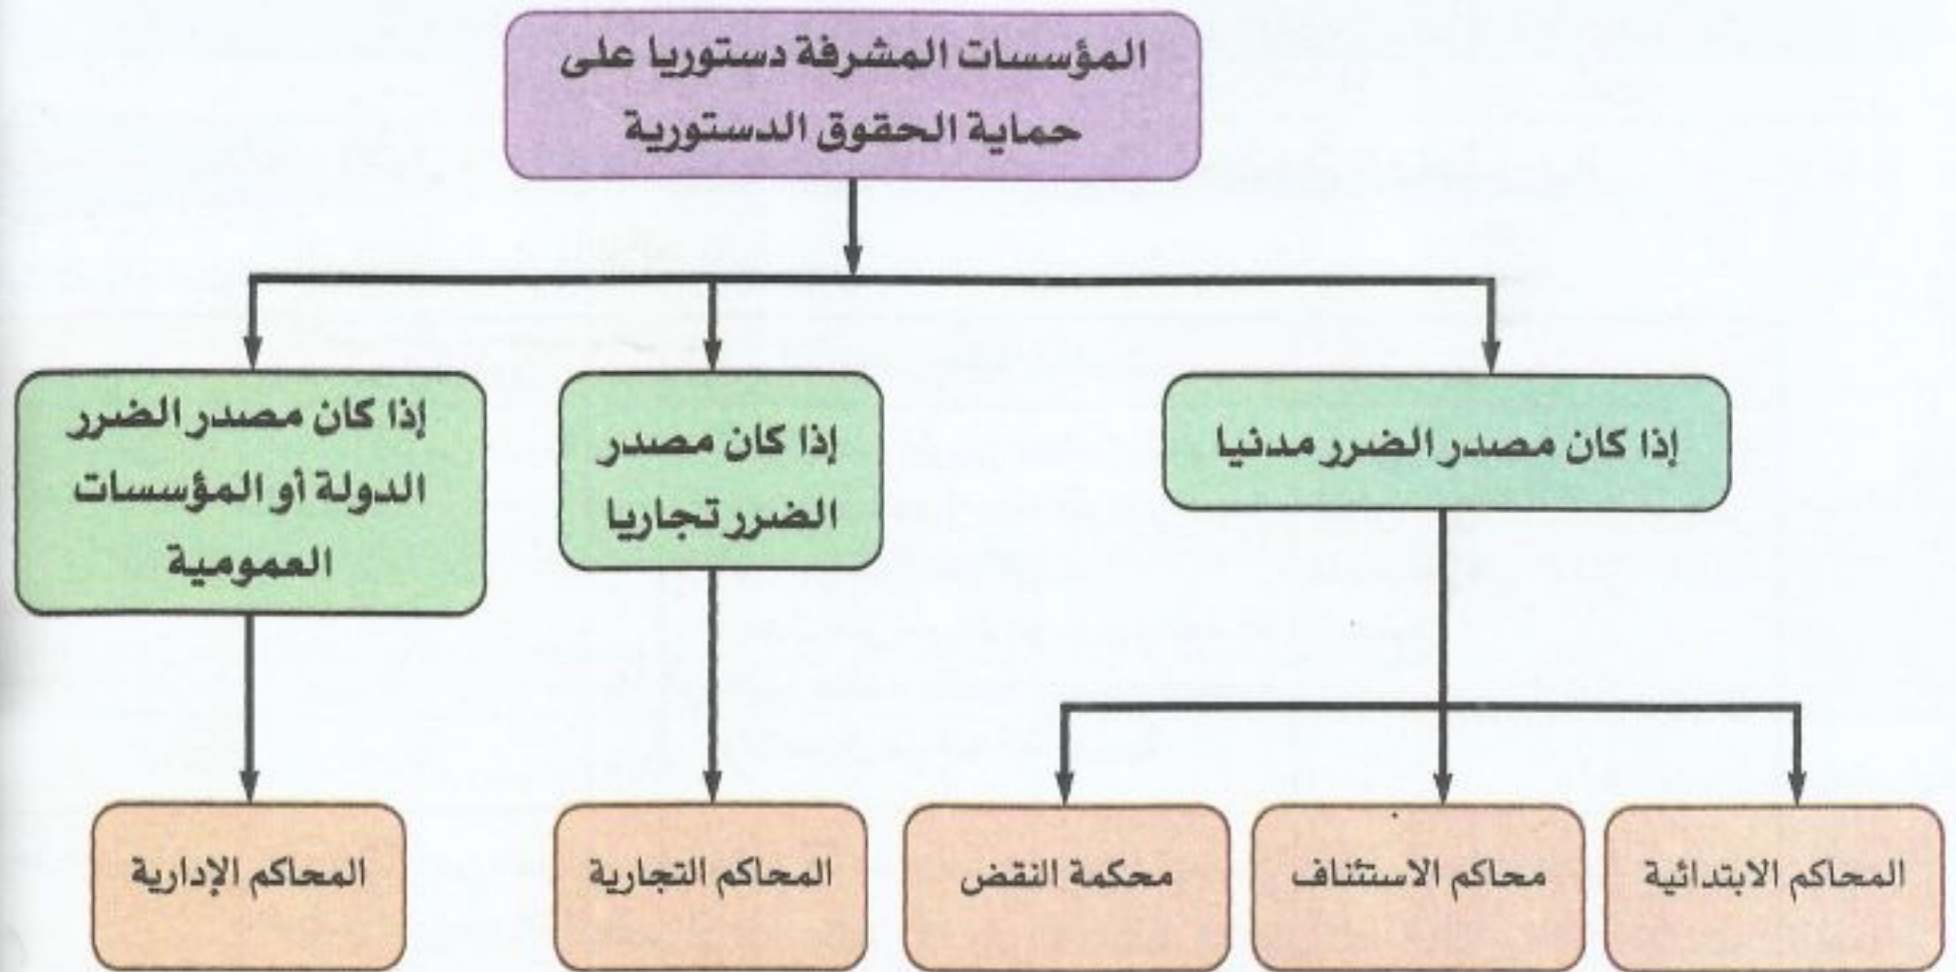 المؤسسات المشرفة دستوريا على
حماية الحقوق الدستورية
إذا كان مصدر الضرر مدنيا
إذا كان مصدر
الضرر تجاريا
إذا كان مصدر الضرر
الدولة أو المؤسسات
العمومية
المحاكم الابتدائية
محاكم الاستئناف
محكمة النقض
المحاكم التجارية
المحاكم الإدارية